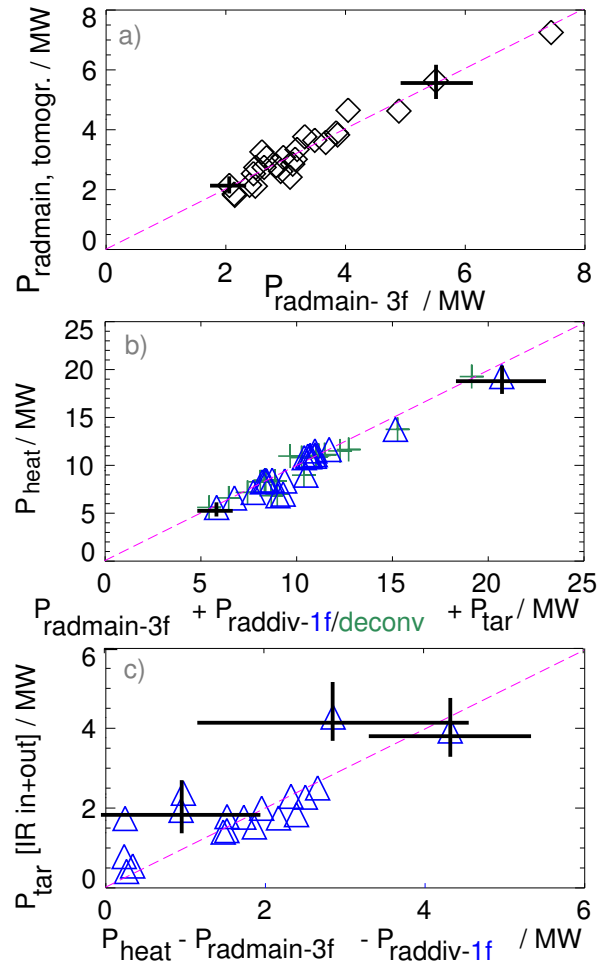 a)
P_radmain, tomogr. / MW
8
6
4
2
0
0 2 4 6 8
P_radmain- 3f / MW
b)
P_heat / MW
25
20
15
10
5
0
0 5 10 15 20 25
P_radmain-3f + P_raddiv-1f/deconv + P_tar / MW
c)
P_tar [IR in+out] / MW
6
4
2
0
0 2 4 6
P_heat - P_radmain-3f - P_raddiv-1f / MW